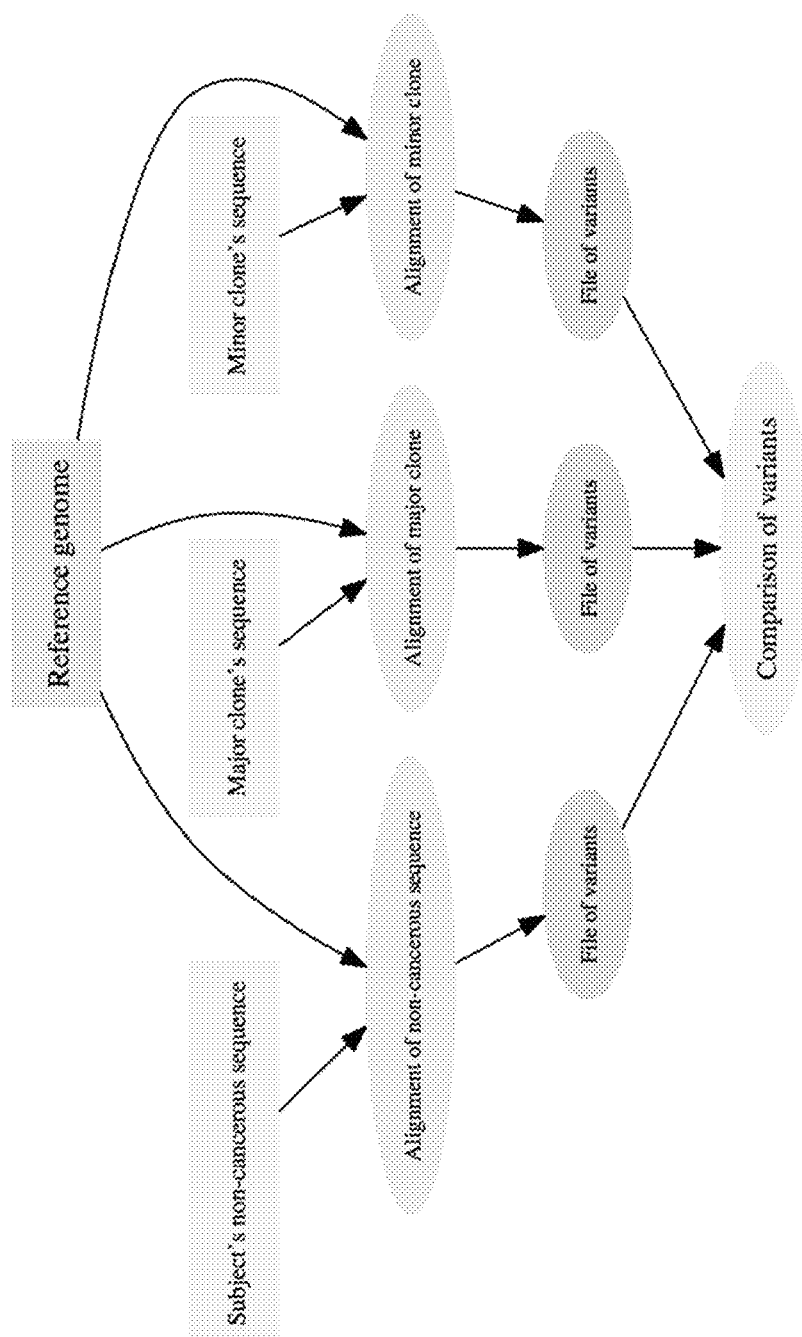 Reference genome
Subject's non-cancerous sequence
Major clone's sequence
Minor clone's sequence
Alignment of non-cancerous sequence
Alignment of major clone
Alignment of minor clone
File of variants
File of variants
File of variants
Comparison of variants